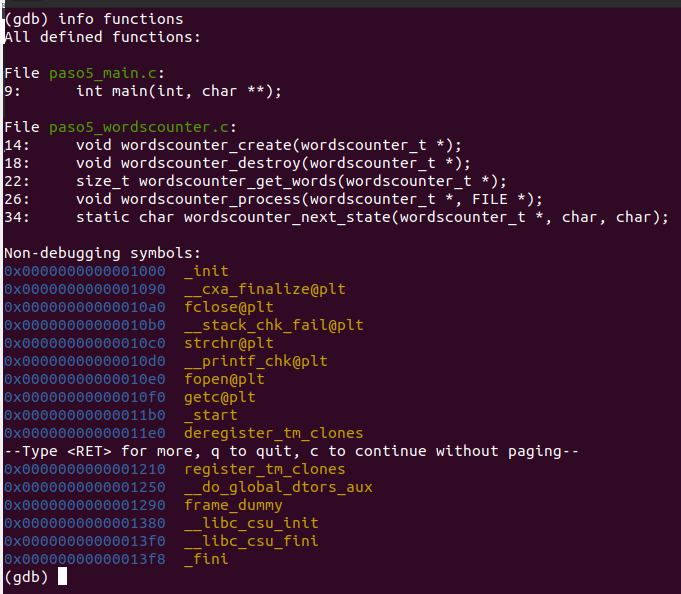 (gdb) info functions
All defined functions:

File paso5_main.c:
9:      int main(int, char **);

File paso5_wordscounter.c:
14:     void wordscounter_create(wordscounter_t *);
18:     void wordscounter_destroy(wordscounter_t *);
22:     size_t wordscounter_get_words(wordscounter_t *);
26:     void wordscounter_process(wordscounter_t *, FILE *);
34:     static char wordscounter_next_state(wordscounter_t *, char, char);

Non-debugging symbols:
0x0000000000001000  _init
0x0000000000001090  __cxa_finalize@plt
0x00000000000010a0  fclose@plt
0x00000000000010b0  __stack_chk_fail@plt
0x00000000000010c0  strchr@plt
0x00000000000010d0  __printf_chk@plt
0x00000000000010e0  fopen@plt
0x00000000000010f0  getc@plt
0x00000000000011b0  _start
0x00000000000011e0  deregister_tm_clones
--Type <RET> for more, q to quit, c to continue without paging--
0x0000000000001210  register_tm_clones
0x0000000000001250  __do_global_dtors_aux
0x0000000000001290  frame_dummy
0x0000000000001380  __libc_csu_init
0x00000000000013f0  __libc_csu_fini
0x00000000000013f8  _fini
(gdb)